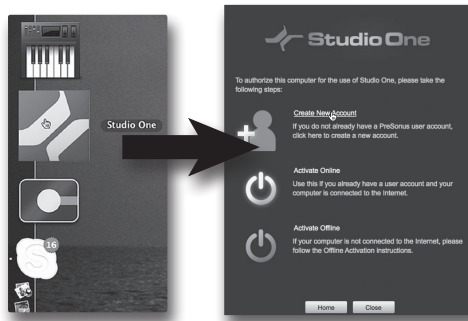 Studio One
16
Studio One
To authorize this computer for the use of Studio One, please take the
following steps:
Create New Account
If you do not already have a PreSonus user account,
click here to create a new account.
Activate Online
Use this if you already have a user account and your
computer is connected to the Internet.
Activate Offline
If your computer is not connected to the Internet, please
follow the Offline Activation instructions.
Home Close